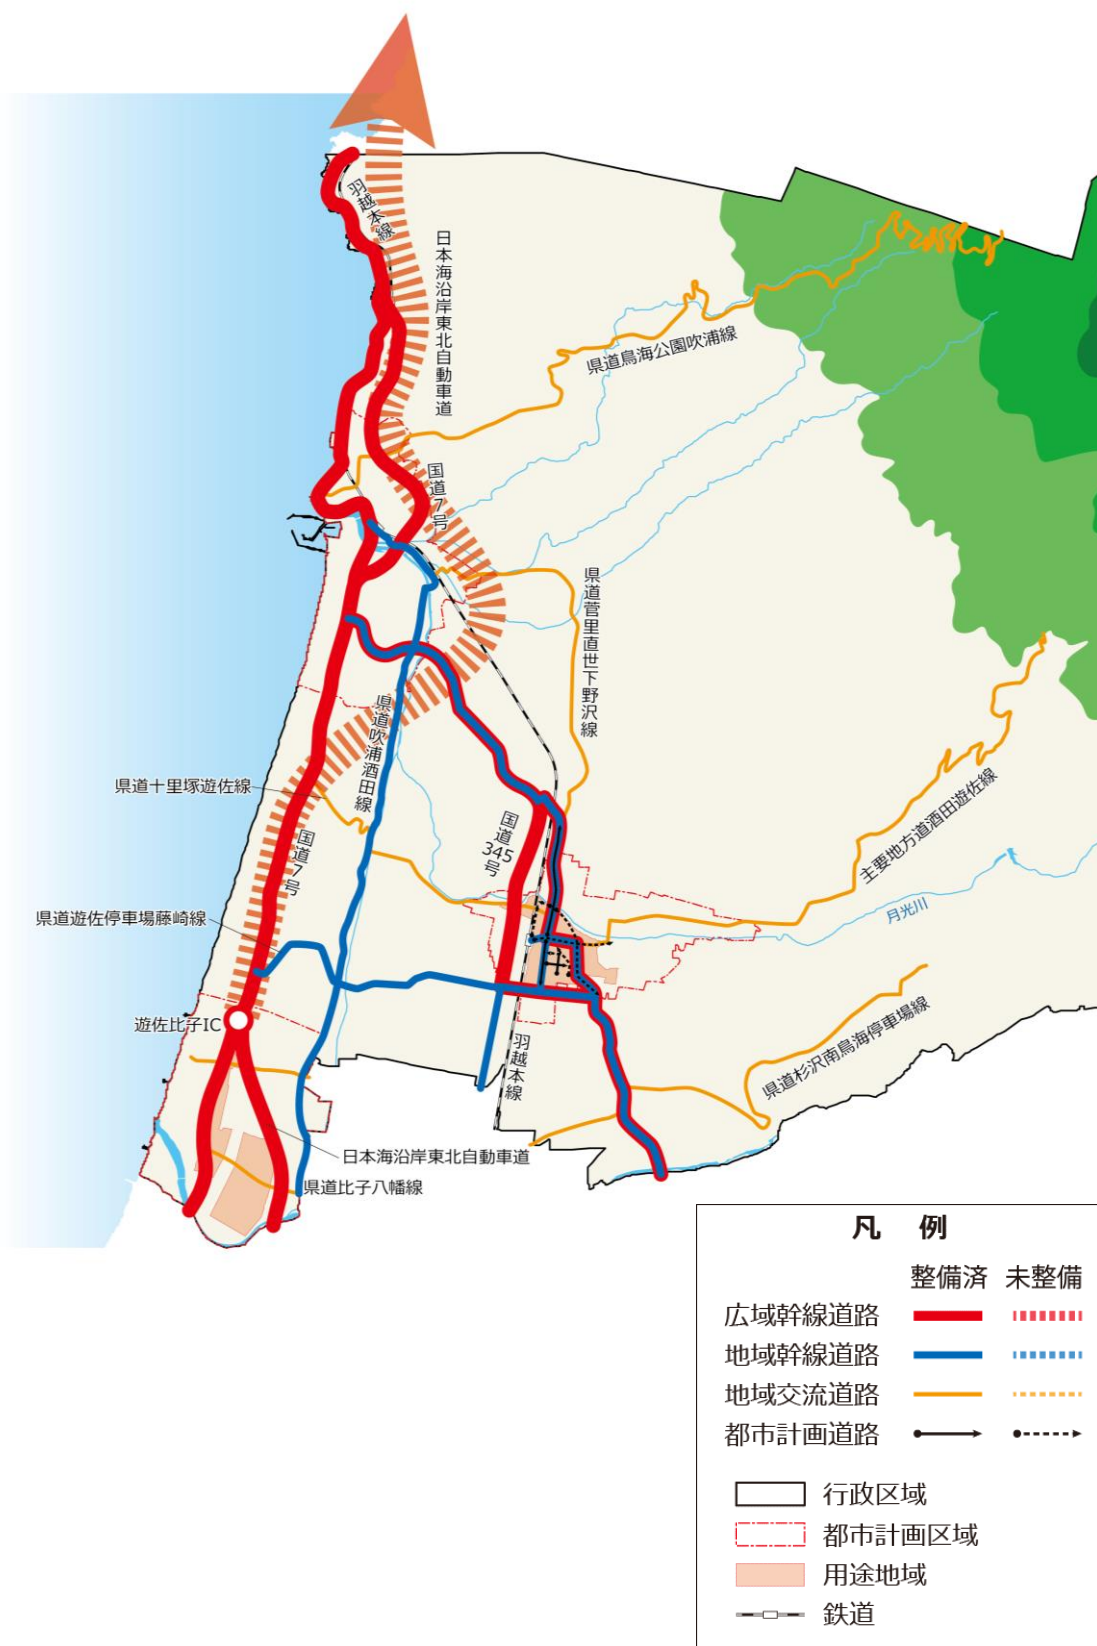 羽越本線
日本海沿岸東北自動車道
県道鳥海公園吹浦線
国道7号
県道菅里直世下野沢線
県道吹浦酒田線
県道十里塚遊佐線
国道7号
国道345号
主要地方道酒田遊佐線
月光川
県道遊佐停車場藤崎線
遊佐比子IC
羽越本線
県道杉沢南鳥海停車場線
日本海沿岸東北自動車道
県道比子八幡線
凡 例
整備済 未整備
広域幹線道路
地域幹線道路
地域交流道路
都市計画道路
行政区域
都市計画区域
用途地域
鉄道